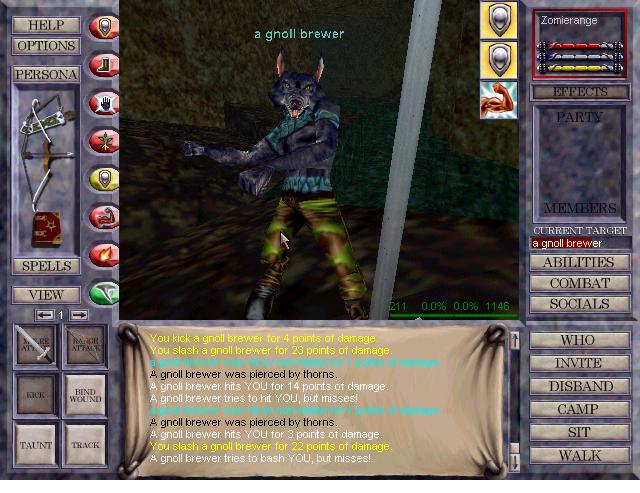 HELP
OPTIONS
PERSONA
SPELLS
VIEW
1
RANGE ATTACK
KICK
BIND WOUND
TAUNT
TRACK
a gnoll brewer
211 0.0% 0.0% 1146
You kick a gnoll brewer for 4 points of damage.
You slash a gnoll brewer for 23 points of damage.
A gnoll brewer was pierced by thorns.
A gnoll brewer hits YOU for 14 points of damage.
A gnoll brewer tries to hit YOU, but misses!
A gnoll brewer was pierced by thorns.
A gnoll brewer hits YOU for 3 points of damage.
You slash a gnoll brewer for 22 points of damage.
A gnoll brewer tries to bash YOU, but misses!
Zomierange
EFFECTS
PARTY
MEMBERS
CURRENT TARGET
a gnoll brewer
ABILITIES
COMBAT
SOCIALS
WHO
INVITE
DISBAND
CAMP
SIT
WALK